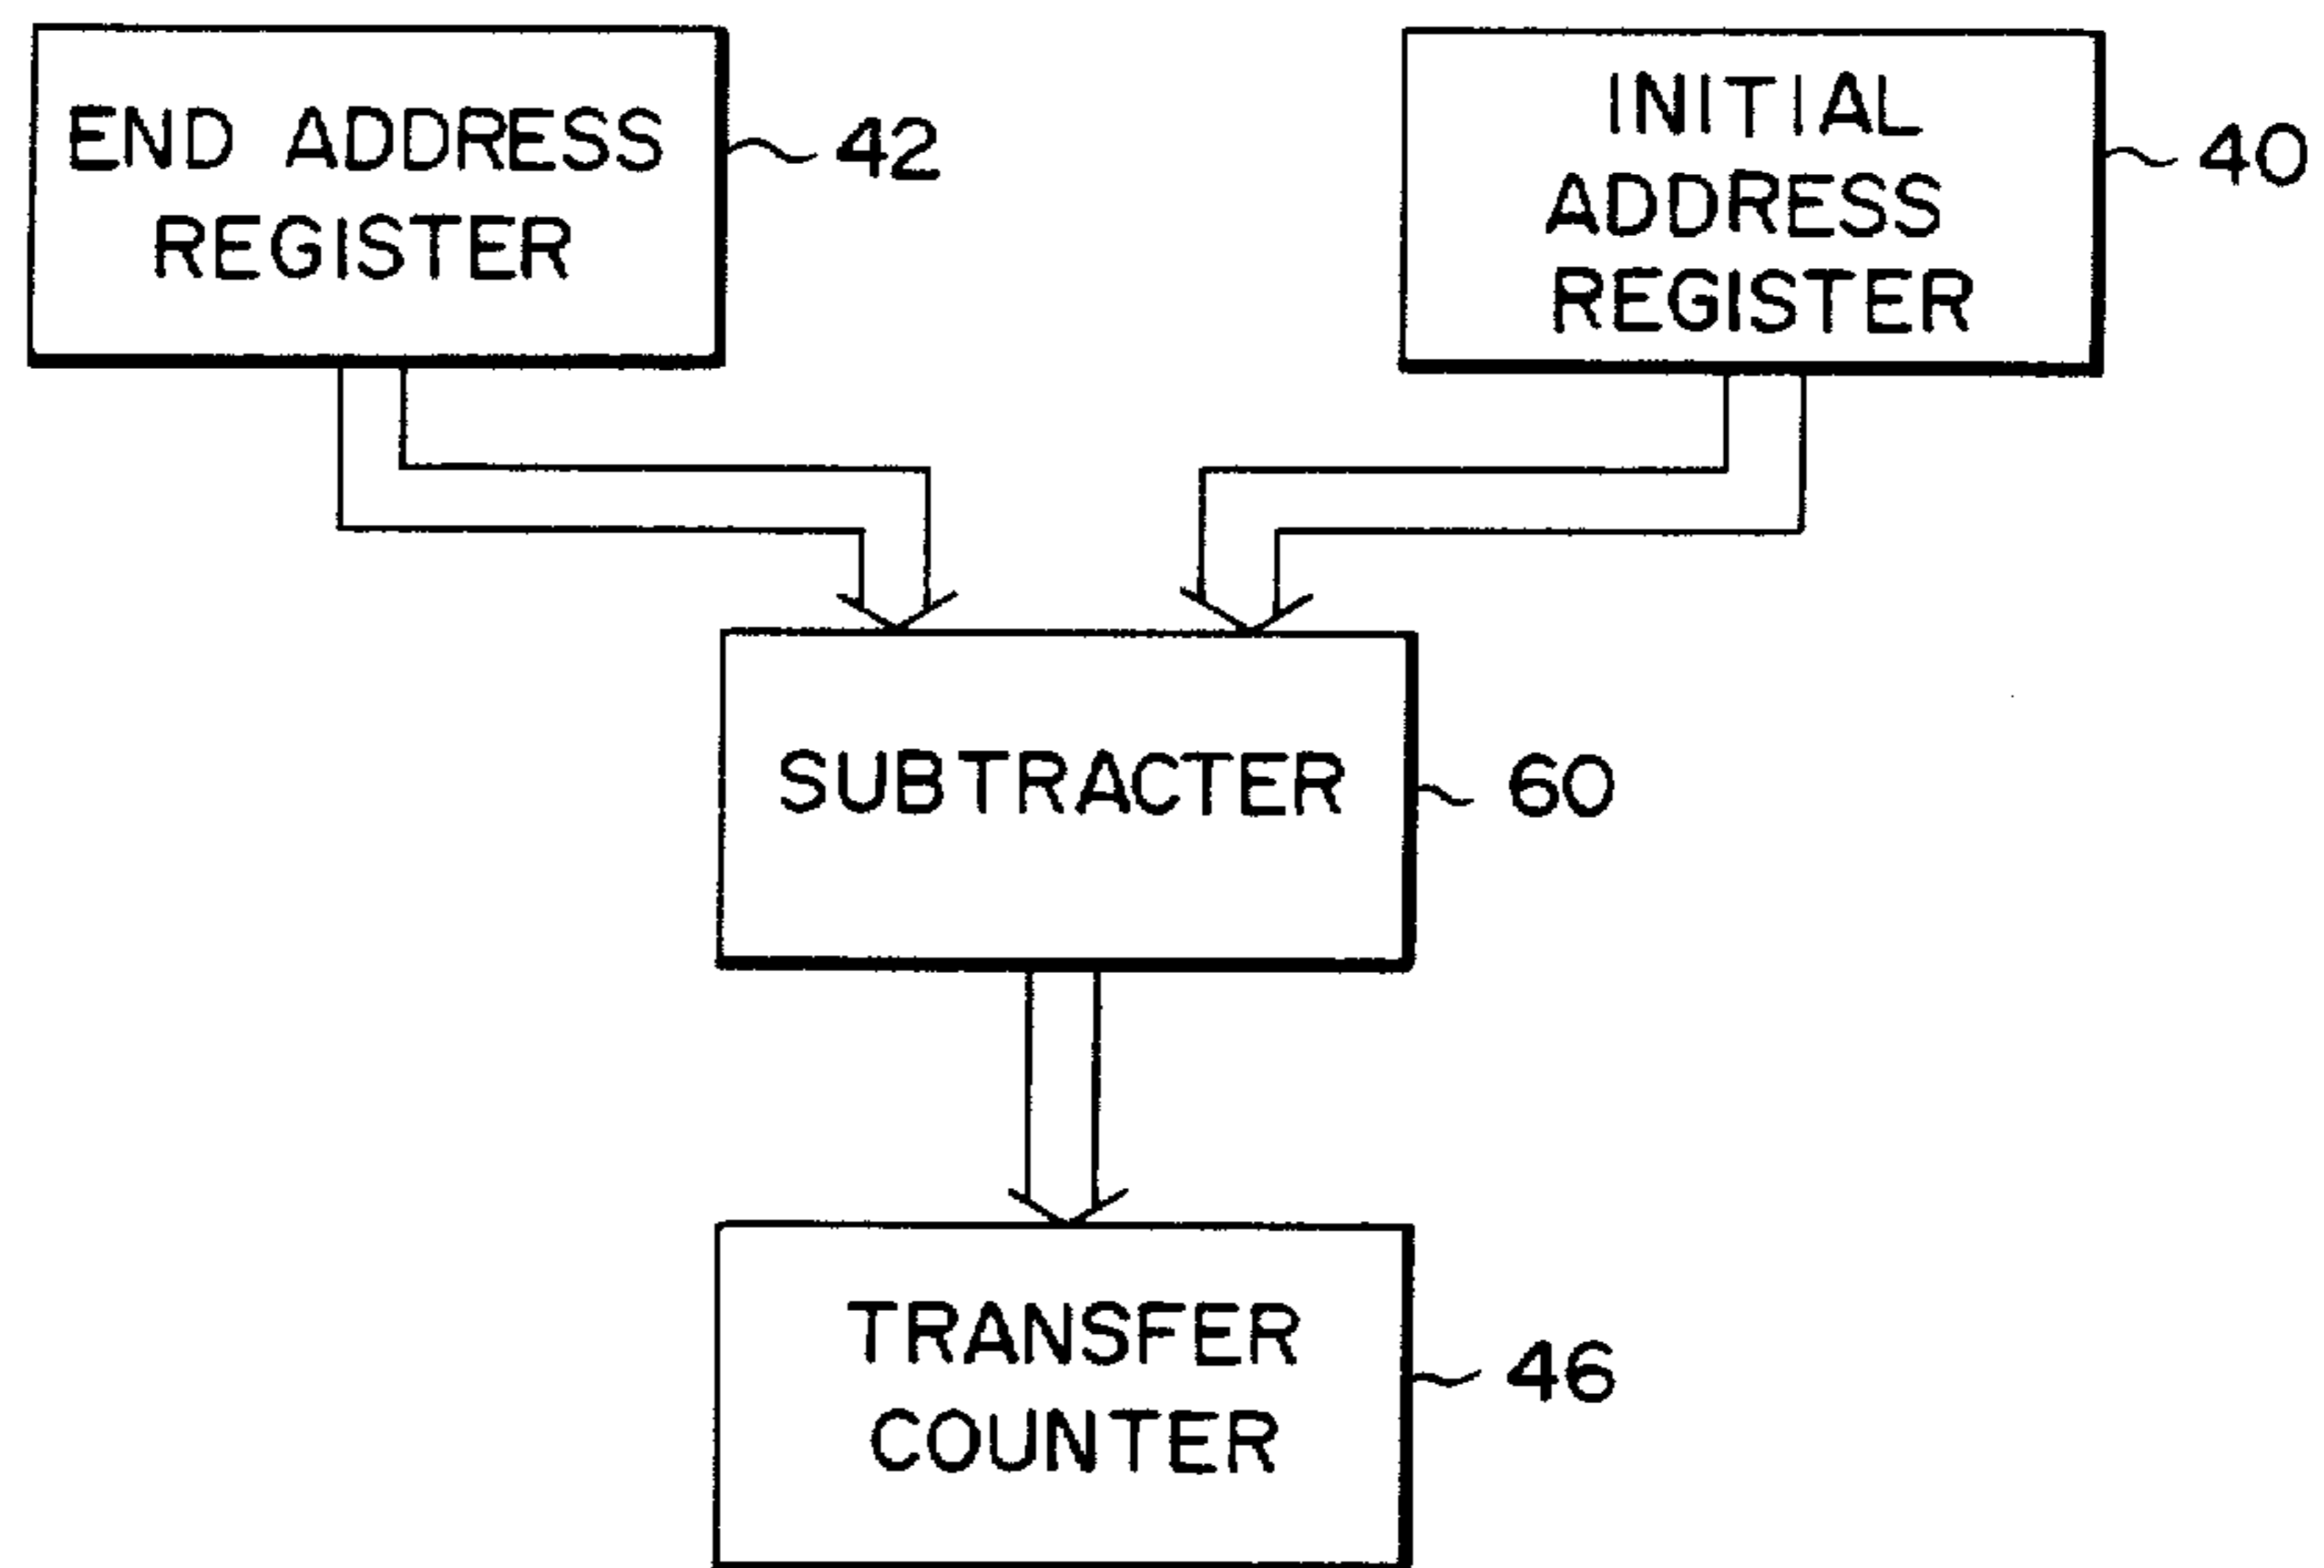 END ADDRESS
REGISTER
42
INITIAL
ADDRESS
REGISTER
40
SUBTRACTER
60
TRANSFER
COUNTER
46